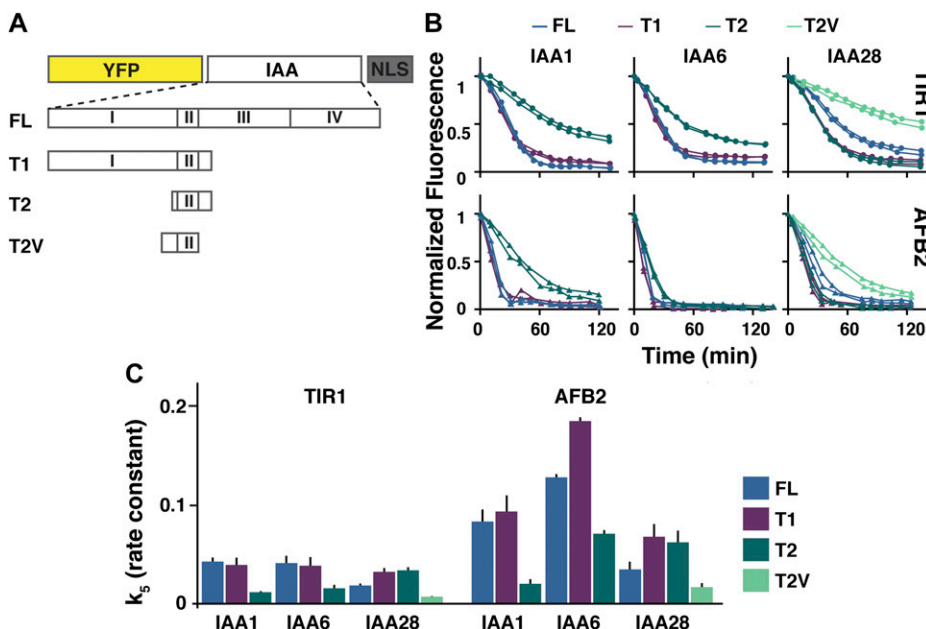 A
YFP IAA NLS
FL I II III IV
T1 I II
T2 II
T2V II
B
FL T1 T2 T2V
IAA1 IAA6 IAA28
Normalized Fluorescence
1
0.5
0
TIR1
1
0.5
0
AFB2
0 60 120 0 60 120 0 60 120
Time (min)
C
TIR1 AFB2
k5 (rate constant)
0.2
0.1
0
IAA1 IAA6 IAA28 IAA1 IAA6 IAA28
FL
T1
T2
T2V